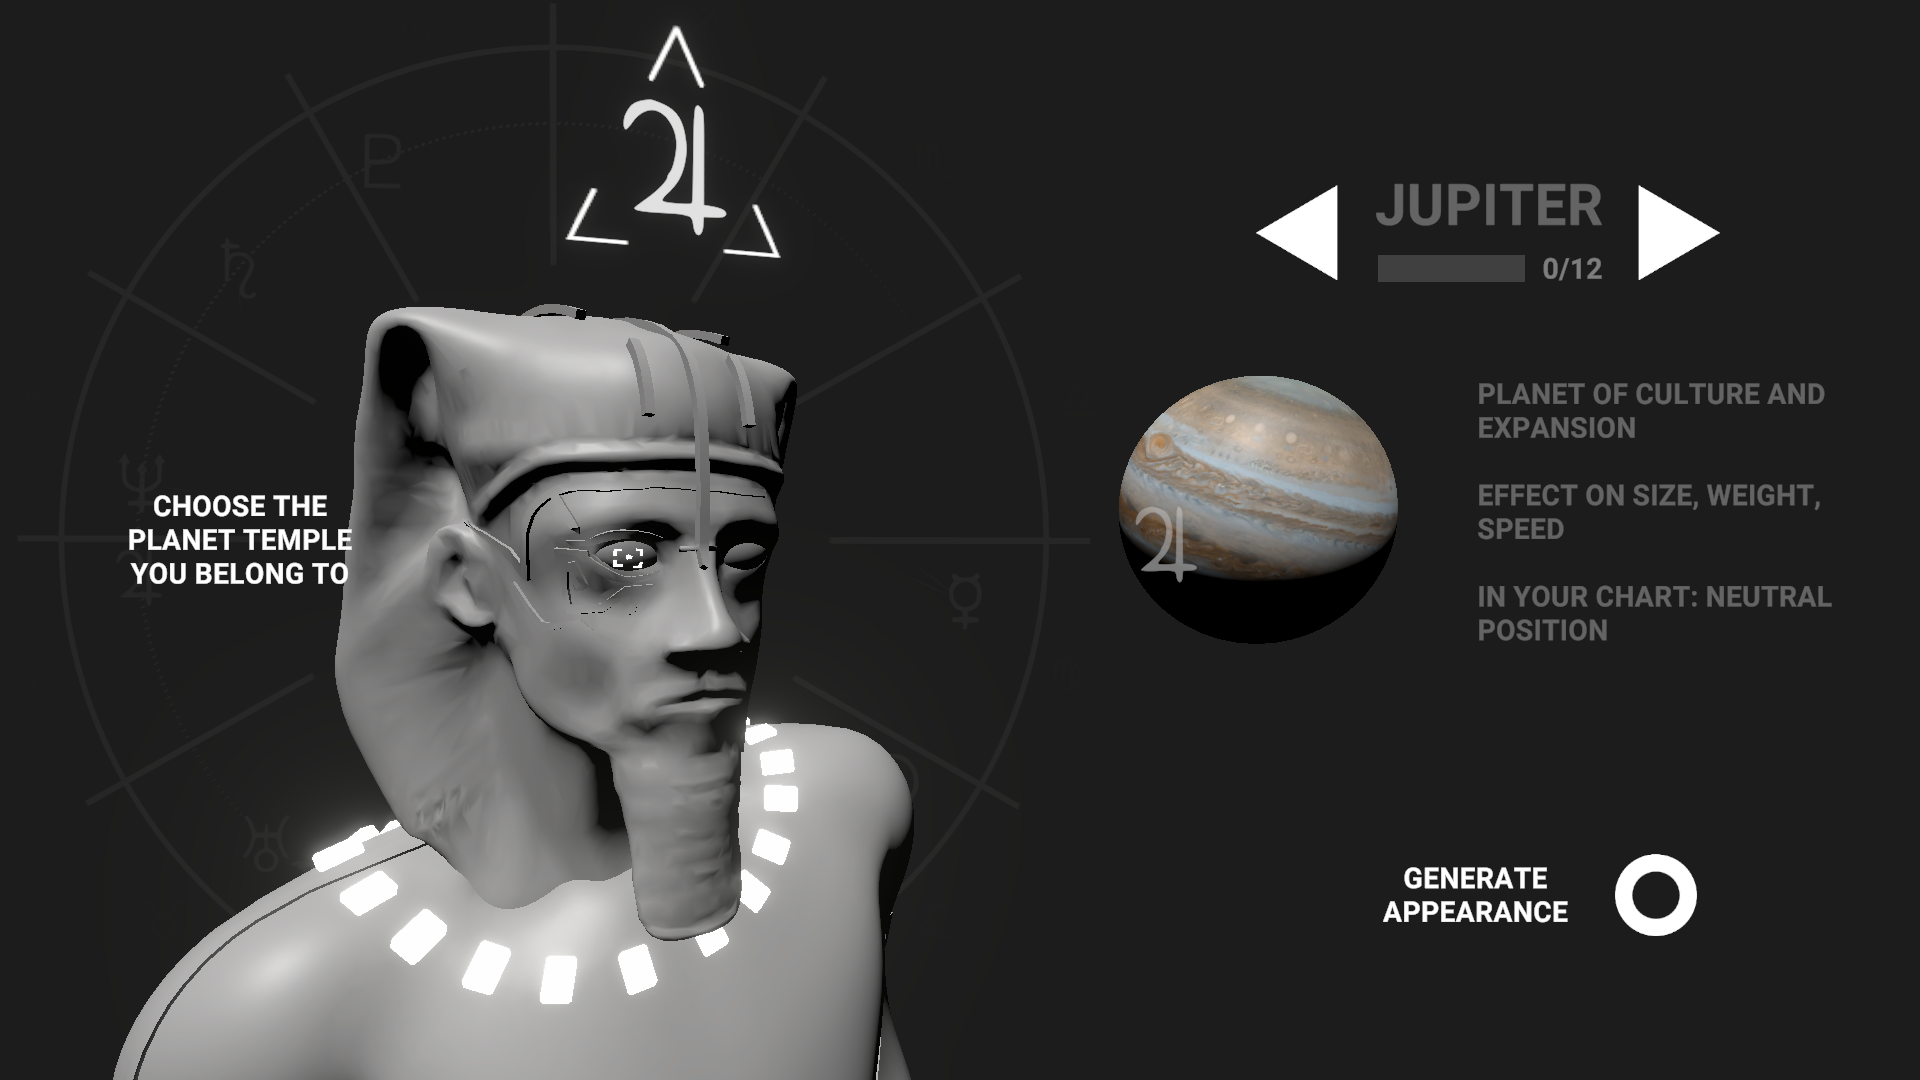 CHOOSE THE
PLANET TEMPLE
YOU BELONG TO
JUPITER
0/12
PLANET OF CULTURE AND
EXPANSION
EFFECT ON SIZE, WEIGHT,
SPEED
IN YOUR CHART: NEUTRAL
POSITION
GENERATE
APPEARANCE